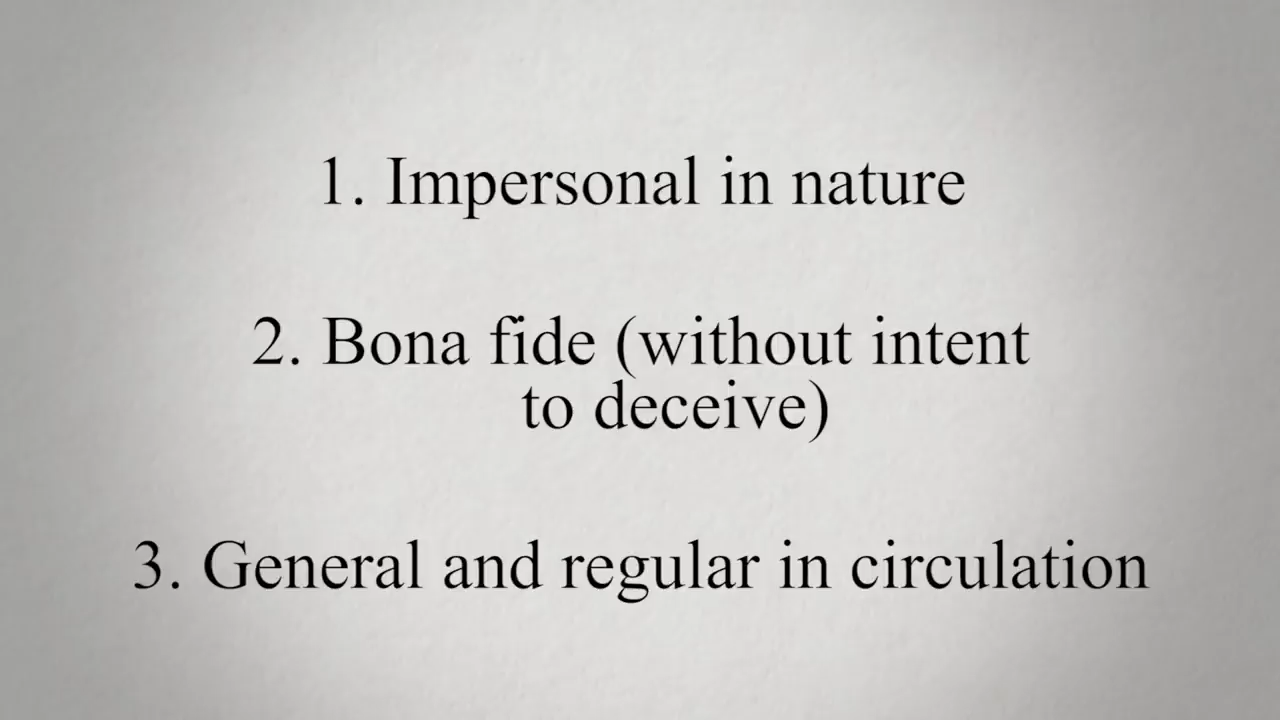 1. Impersonal in nature
2. Bona fide (without intent
to deceive)
3. General and regular in circulation